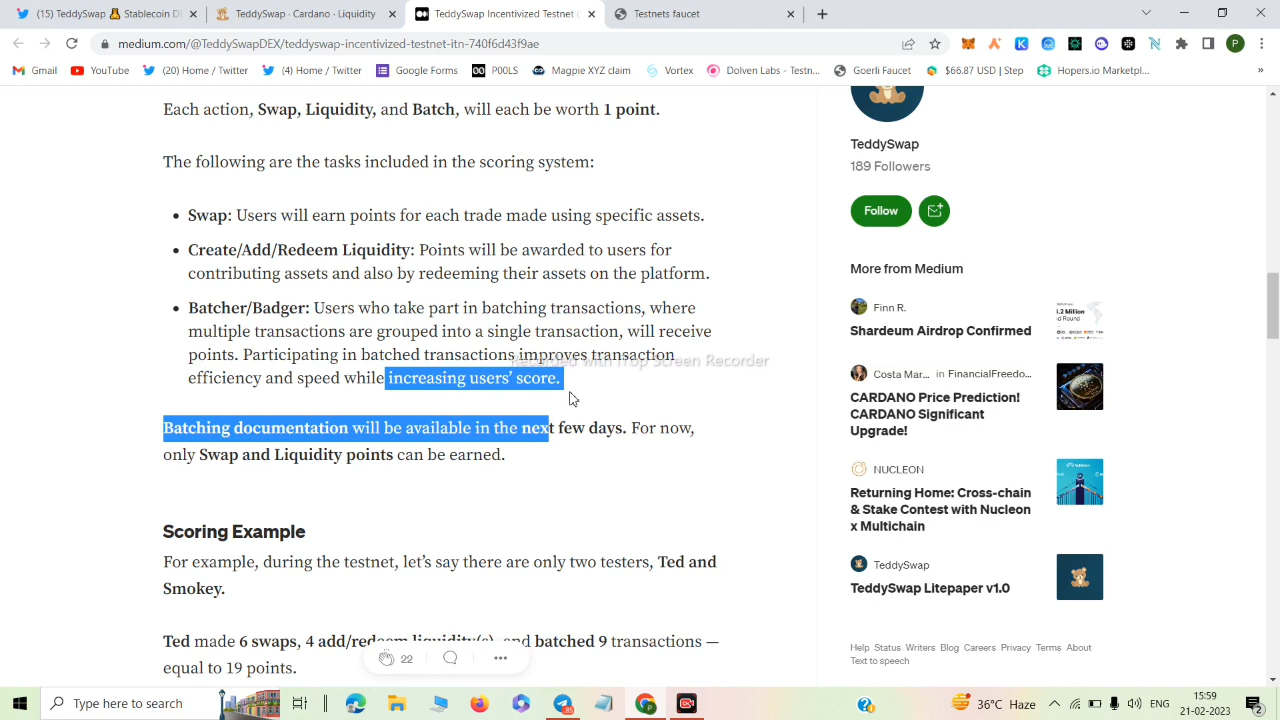 (15) TeddySwap Stablecoin D
Teddyswap - Cardano - Liquidity
TeddySwap Incentivized Testnet (
Testnets faucet
medium.com/@TeddySwapDEX/teddyswap-incentivized-testset-itn-740f6d43f9ae
Gmail
YouTube
(20) Home / Twitter
(4) Home / Twitter
Google Forms
P00LS
Magpie XYZ claim
Vortex
Dolven Labs - Testn...
Goerli Faucet
$66.87 USD | Step
Hopers.io Marketpl...
»
Each action, Swap, Liquidity, and Batch, will each be worth 1 point.
The following are the tasks included in the scoring system:
• Swap: Users will earn points for each trade made using specific assets.
• Create/Add/Redeem Liquidity: Points will be awarded to users for
contributing assets and also by redeeming their assets on the platform.
• Batcher/Badger: Users who take part in batching transactions, where
multiple transactions are grouped into a single transaction, will receive
points. Participating in batched transactions improves transaction
efficiency and speed while increasing users’ score.
Recorded with iTop Screen Recorder
Batching documentation will be available in the next few days. For now,
only Swap and Liquidity points can be earned.
Scoring Example
For example, during the testnet, let’s say there are only two testers, Ted and
Smokey.
Ted made 6 swaps, 4 add/redeem liquidity(s), and batched 9 transactions —
equal to 19 points.
22
TeddySwap
189 Followers
Follow
More from Medium
Finn R.
Shardeum Airdrop Confirmed
Costa Mar... in FinancialFreedo...
CARDANO Price Prediction!
CARDANO Significant
Upgrade!
NUCLEON
Returning Home: Cross-chain
& Stake Contest with Nucleon
x Multichain
TeddySwap
TeddySwap Litepaper v1.0
Help Status Writers Blog Careers Privacy Terms About
Text to speech
Type here to search
85
36°C Haze
ENG
15:59
21-02-2023
2